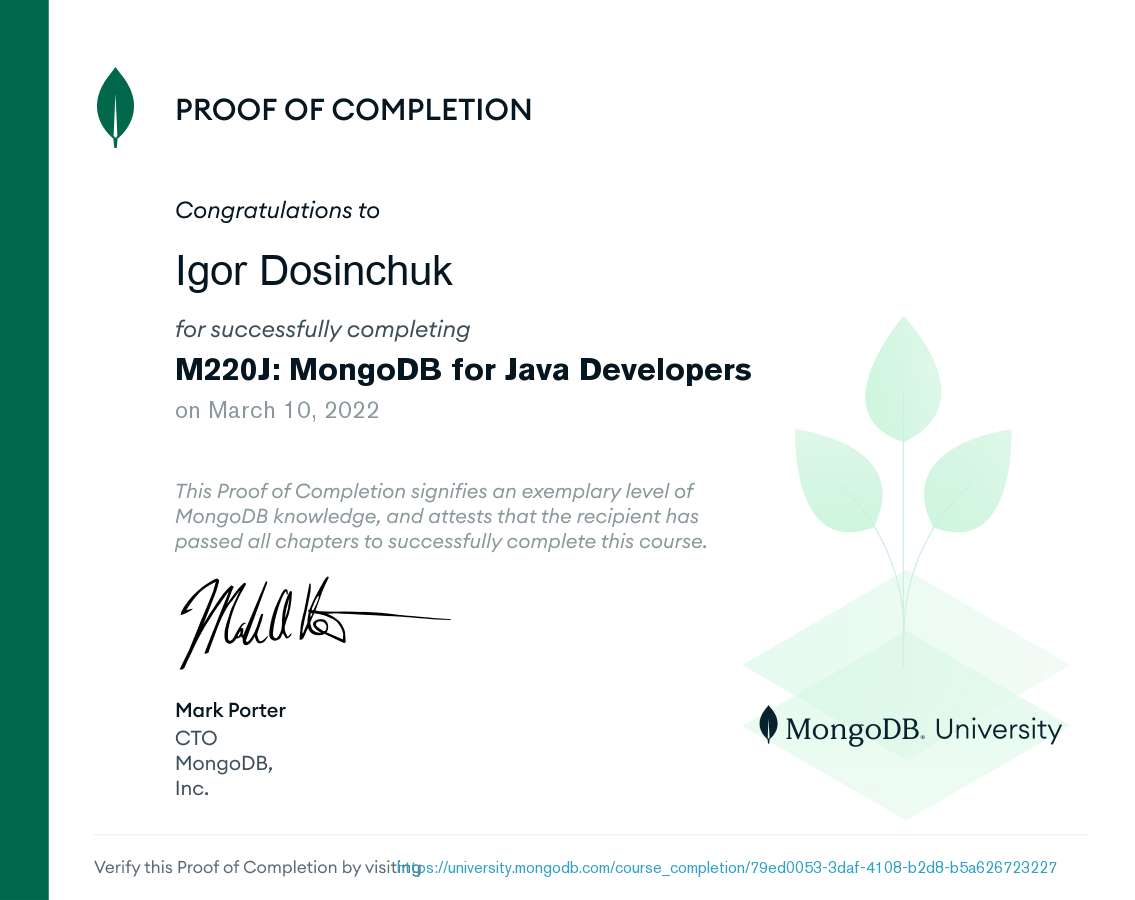 PROOF OF COMPLETION
Congratulations to
Igor Dosinchuk
for successfully completing
M220J: MongoDB for Java Developers
on March 10, 2022
This Proof of Completion signifies an exemplary level of
MongoDB knowledge, and attests that the recipient has
passed all chapters to successfully complete this course.
Mark Porter
CTO
MongoDB,
Inc.
MongoDB. University
Verify this Proof of Completion by visiting https://university.mongodb.com/course_completion/79ed0053-3daf-4108-b2d8-b5a626723227